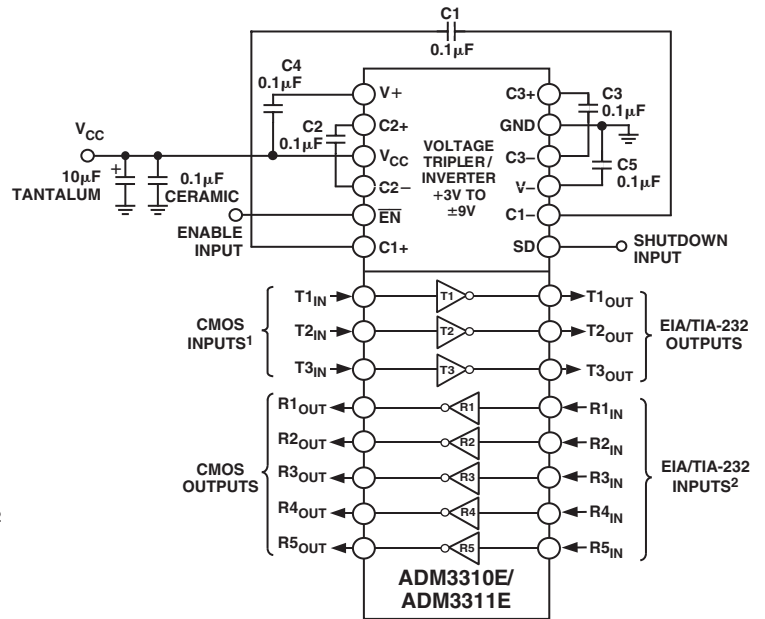 C1
0.1µF
C4
0.1µF
V+
C3+
C3
0.1µF
C2
0.1µF
C2+
GND
VCC
VCC
C3–
C2–
V–
C5
0.1µF
VOLTAGE
TRIPLER/
INVERTER
+3V TO
±9V
10µF
TANTALUM
+
0.1µF
CERAMIC
ENABLE
INPUT
EN
C1–
C1+
SD
SHUTDOWN
INPUT
CMOS
INPUTS1
T1IN
T1
T1OUT
T2IN
T2
T2OUT
T3IN
T3
T3OUT
EIA/TIA-232
OUTPUTS
CMOS
OUTPUTS
R1OUT
R1
R1IN
R2OUT
R2
R2IN
R3OUT
R3
R3IN
R4OUT
R4
R4IN
R5OUT
R5
R5IN
EIA/TIA-232
INPUTS2
ADM3310E/
ADM3311E